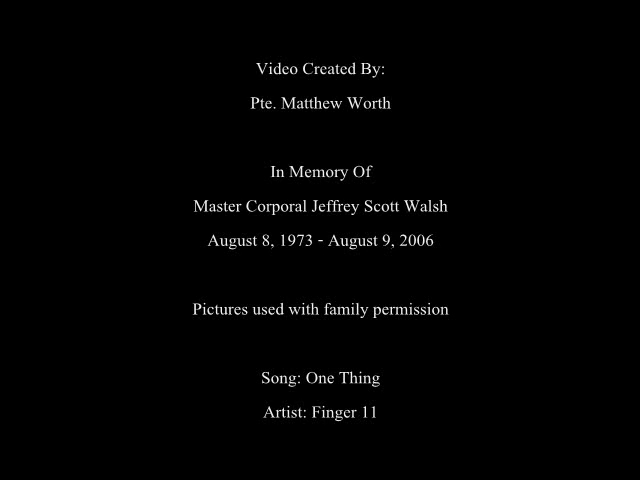 Video Created By:
Pte. Matthew Worth
In Memory Of
Master Corporal Jeffrey Scott Walsh
August 8, 1973 - August 9, 2006
Pictures used with family permission
Song: One Thing
Artist: Finger 11